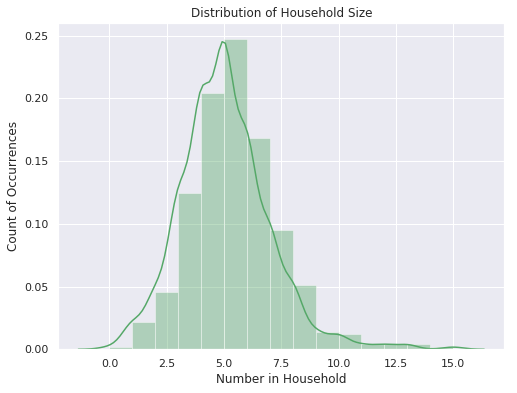 Distribution of Household Size
Count of Occurrences
0.25
0.20
0.15
0.10
0.05
0.00
0.0 2.5 5.0 7.5 10.0 12.5 15.0
Number in Household